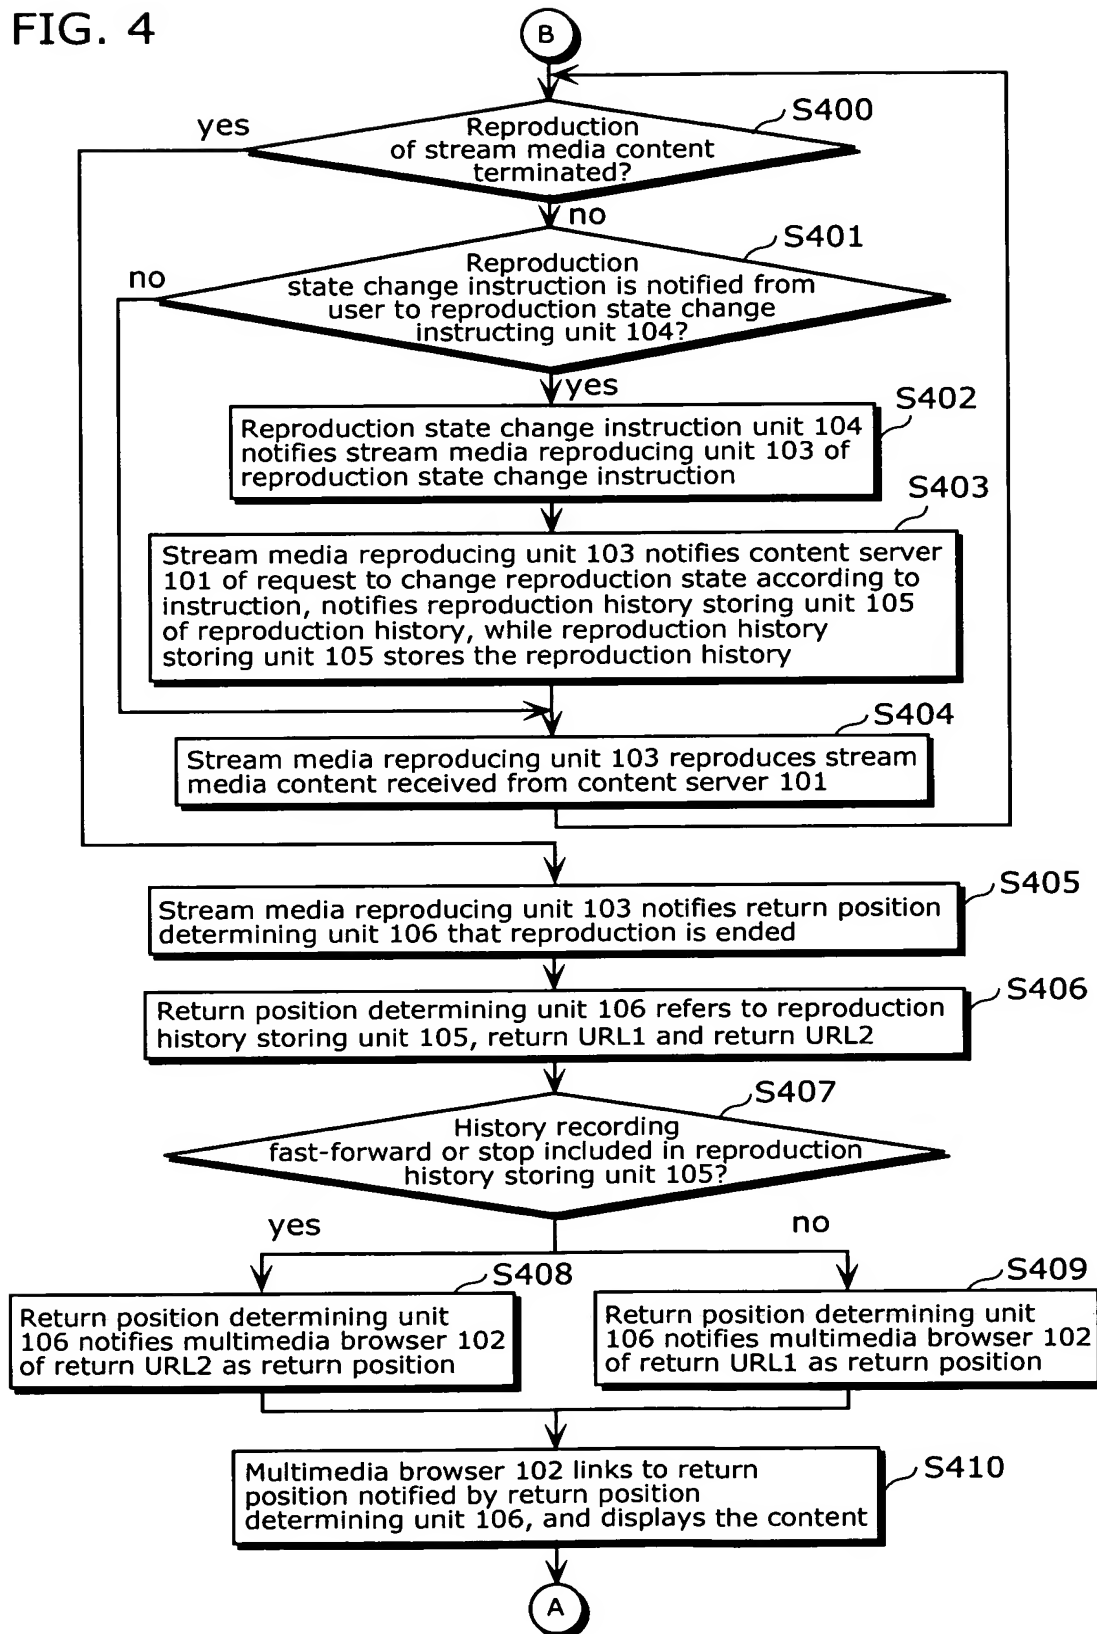 FIG. 4
B
S400
yes
Reproduction
of stream media content
terminated?
no
S401
no
Reproduction
state change instruction is notified from
user to reproduction state change
instructing unit 104?
yes
S402
Reproduction state change instruction unit 104
notifies stream media reproducing unit 103 of
reproduction state change instruction
S403
Stream media reproducing unit 103 notifies content server
101 of request to change reproduction state according to
instruction, notifies reproduction history storing unit 105
of reproduction history, while reproduction history
storing unit 105 stores the reproduction history
S404
Stream media reproducing unit 103 reproduces stream
media content received from content server 101
S405
Stream media reproducing unit 103 notifies return position
determining unit 106 that reproduction is ended
S406
Return position determining unit 106 refers to reproduction
history storing unit 105, return URL1 and return URL2
S407
History recording
fast-forward or stop included in reproduction
history storing unit 105?
yes
no
S408
Return position determining unit
106 notifies multimedia browser 102
of return URL2 as return position
S409
Return position determining unit
106 notifies multimedia browser 102
of return URL1 as return position
S410
Multimedia browser 102 links to return
position notified by return position
determining unit 106, and displays the content
A